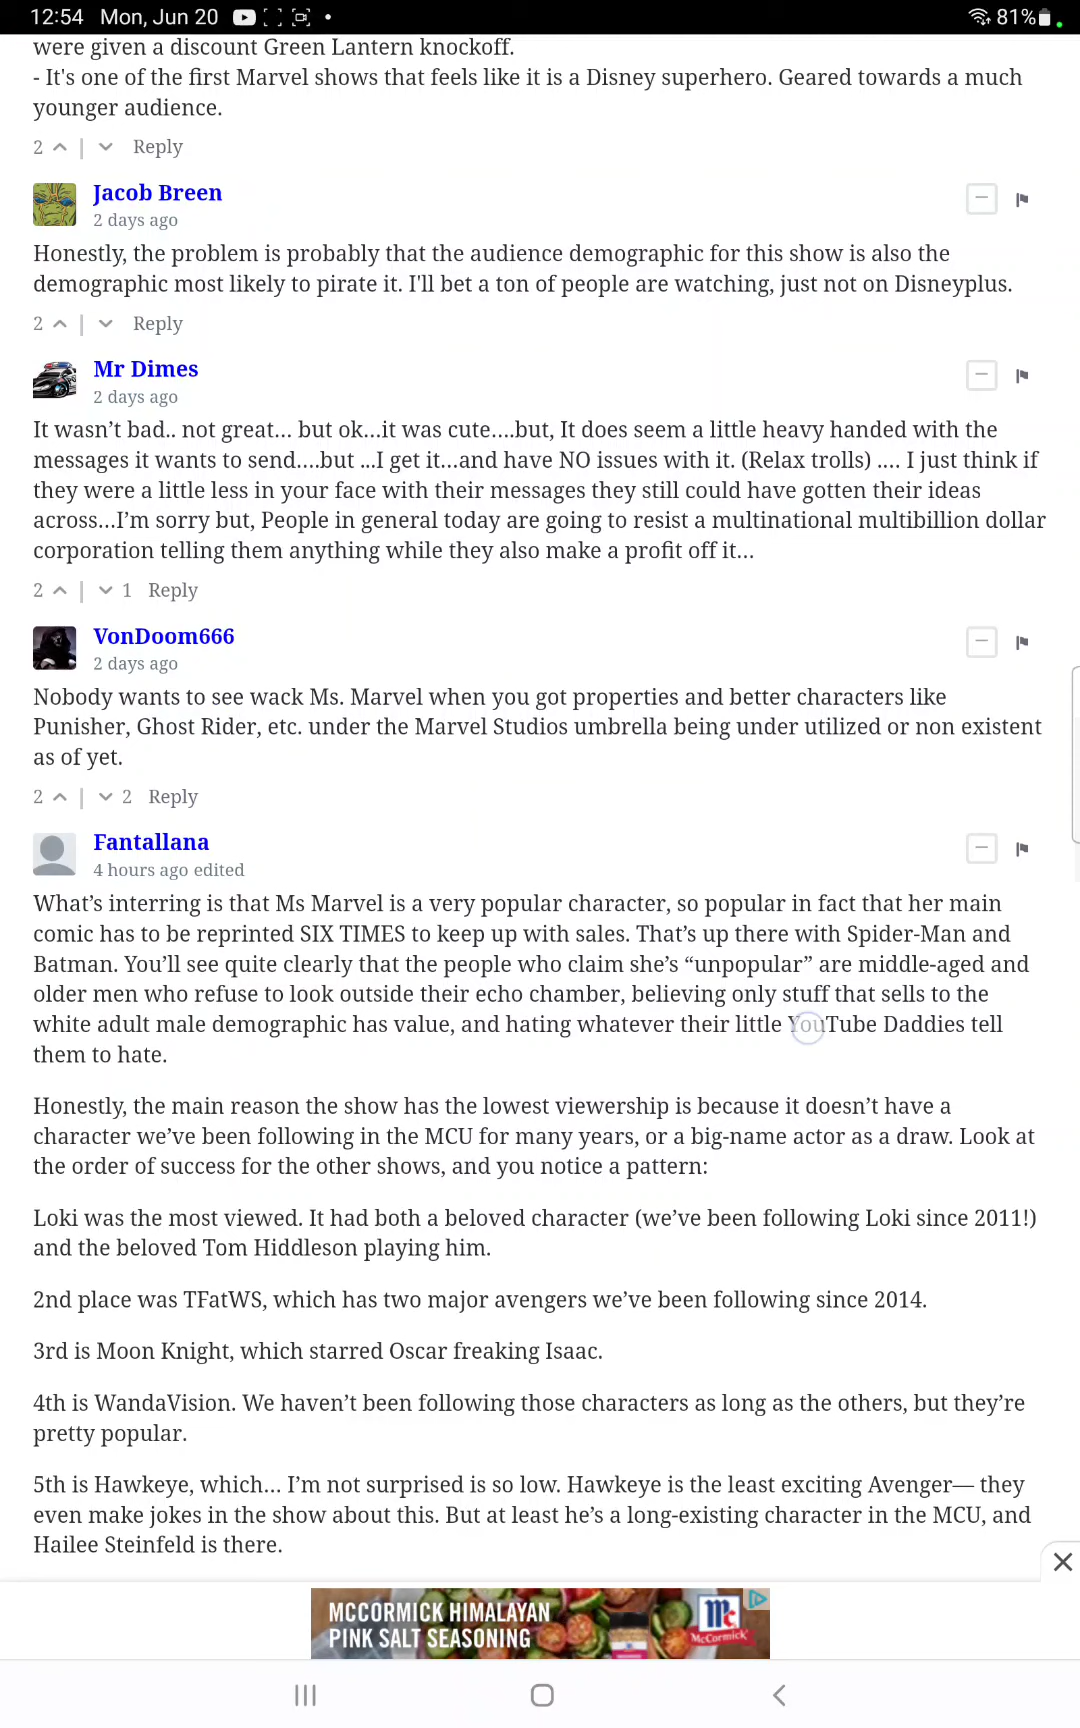 12:54 Mon, Jun 20 81%
were given a discount Green Lantern knockoff.
- It's one of the first Marvel shows that feels like it is a Disney superhero. Geared towards a much
younger audience.
2 | Reply
Jacob Breen
2 days ago
Honestly, the problem is probably that the audience demographic for this show is also the
demographic most likely to pirate it. I'll bet a ton of people are watching, just not on Disneyplus.
2 | Reply
Mr Dimes
2 days ago
It wasn’t bad.. not great... but ok...it was cute....but, It does seem a little heavy handed with the
messages it wants to send....but ...I get it...and have NO issues with it. (Relax trolls) .... I just think if
they were a little less in your face with their messages they still could have gotten their ideas
across...I’m sorry but, People in general today are going to resist a multinational multibillion dollar
corporation telling them anything while they also make a profit off it...
2 | 1 Reply
VonDoom666
2 days ago
Nobody wants to see wack Ms. Marvel when you got properties and better characters like
Punisher, Ghost Rider, etc. under the Marvel Studios umbrella being under utilized or non existent
as of yet.
2 | 2 Reply
Fantallana
4 hours ago edited
What’s interring is that Ms Marvel is a very popular character, so popular in fact that her main
comic has to be reprinted SIX TIMES to keep up with sales. That’s up there with Spider-Man and
Batman. You’ll see quite clearly that the people who claim she’s “unpopular” are middle-aged and
older men who refuse to look outside their echo chamber, believing only stuff that sells to the
white adult male demographic has value, and hating whatever their little YouTube Daddies tell
them to hate.
Honestly, the main reason the show has the lowest viewership is because it doesn’t have a
character we’ve been following in the MCU for many years, or a big-name actor as a draw. Look at
the order of success for the other shows, and you notice a pattern:
Loki was the most viewed. It had both a beloved character (we’ve been following Loki since 2011!)
and the beloved Tom Hiddleson playing him.
2nd place was TFatWS, which has two major avengers we’ve been following since 2014.
3rd is Moon Knight, which starred Oscar freaking Isaac.
4th is WandaVision. We haven’t been following those characters as long as the others, but they’re
pretty popular.
5th is Hawkeye, which... I’m not surprised is so low. Hawkeye is the least exciting Avenger— they
even make jokes in the show about this. But at least he’s a long-existing character in the MCU, and
Hailee Steinfeld is there.
MCCORMICK HIMALAYAN
PINK SALT SEASONING
Mc
McCormick